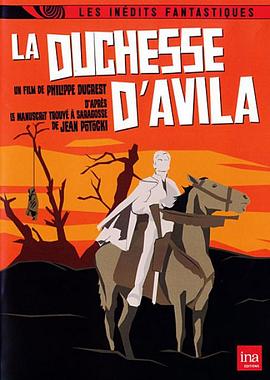 LES INÉDITS FANTASTIQUES
LA DUCHESSE
D'AVILA
UN FILM DE PHILIPPE DUCREST
D'APRÈS
LE MANUSCRIT TROUVÉ À SARAGOSSE
DE JEAN POTOCKI
ina
EDITIONS